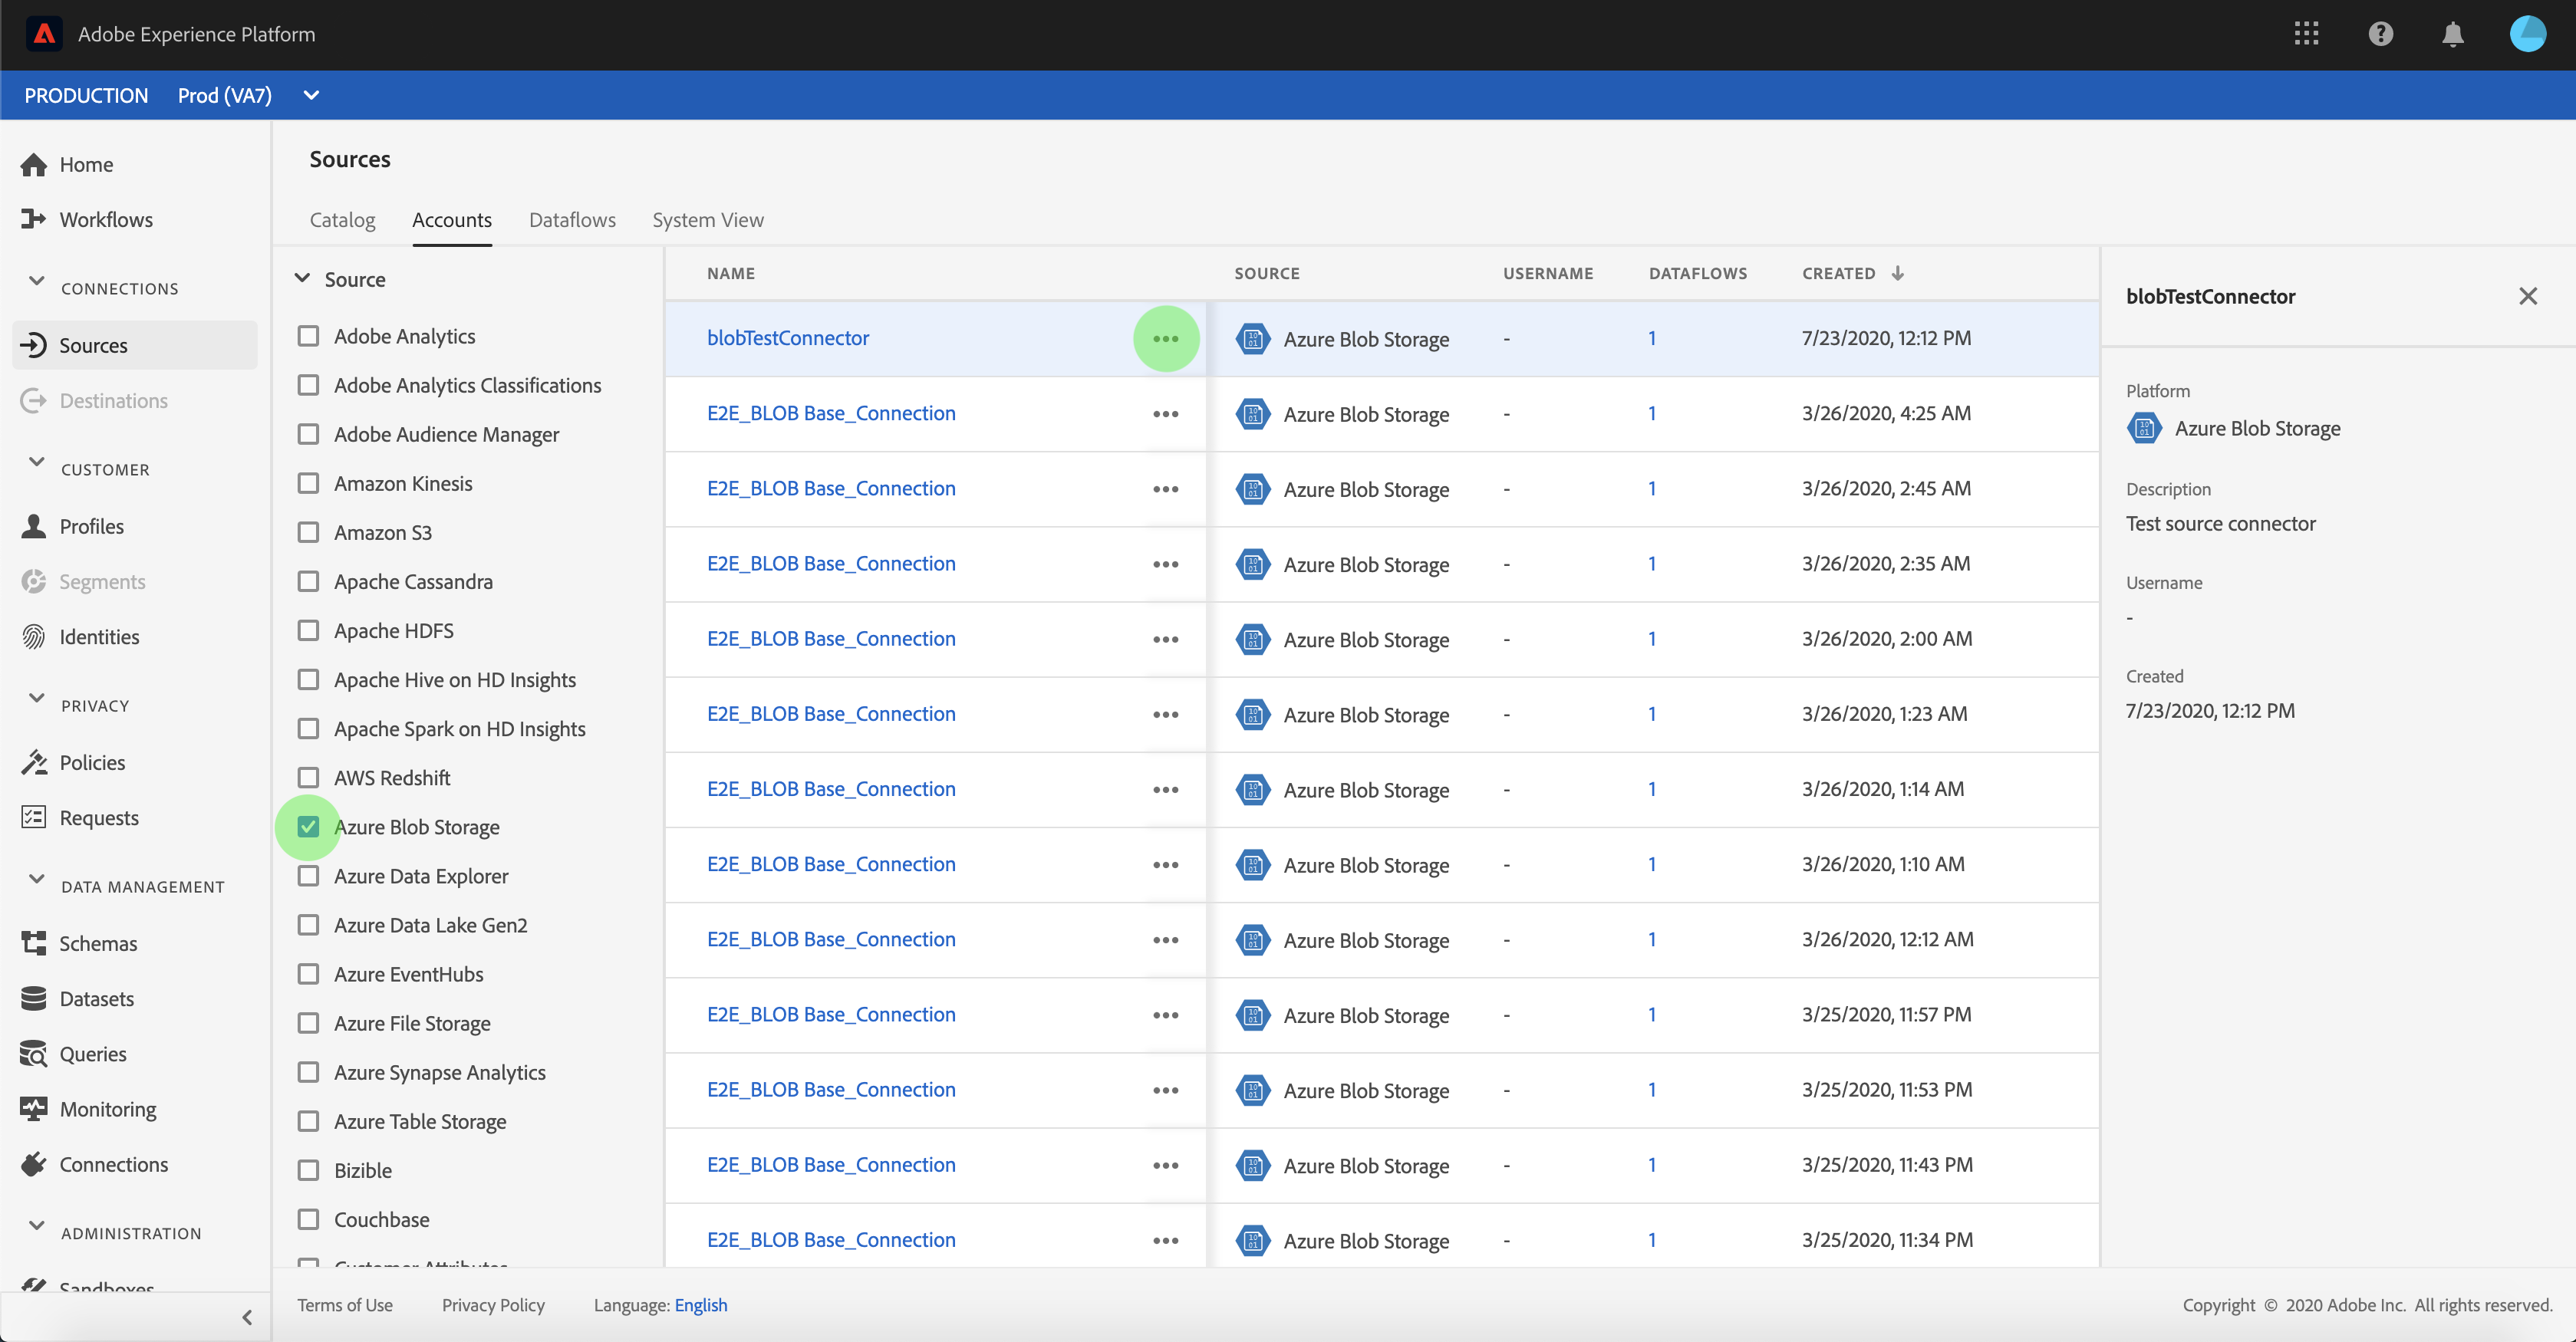 Adobe Experience Platform
PRODUCTION Prod (VA7)
Home
Workflows
CONNECTIONS
Sources
Destinations
CUSTOMER
Profiles
Segments
Identities
PRIVACY
Policies
Requests
DATA MANAGEMENT
Schemas
Datasets
Queries
Monitoring
Connections
ADMINISTRATION
Sandboxes
Sources
Catalog Accounts Dataflows System View
Source
Adobe Analytics
Adobe Analytics Classifications
Adobe Audience Manager
Amazon Kinesis
Amazon S3
Apache Cassandra
Apache HDFS
Apache Hive on HD Insights
Apache Spark on HD Insights
AWS Redshift
Azure Blob Storage
Azure Data Explorer
Azure Data Lake Gen2
Azure EventHubs
Azure File Storage
Azure Synapse Analytics
Azure Table Storage
Bizible
Couchbase
Customer Attributes
NAME SOURCE USERNAME DATAFLOWS CREATED
blobTestConnector Azure Blob Storage - 1 7/23/2020, 12:12 PM
E2E_BLOB Base_Connection Azure Blob Storage - 1 3/26/2020, 4:25 AM
E2E_BLOB Base_Connection Azure Blob Storage - 1 3/26/2020, 2:45 AM
E2E_BLOB Base_Connection Azure Blob Storage - 1 3/26/2020, 2:35 AM
E2E_BLOB Base_Connection Azure Blob Storage - 1 3/26/2020, 2:00 AM
E2E_BLOB Base_Connection Azure Blob Storage - 1 3/26/2020, 1:23 AM
E2E_BLOB Base_Connection Azure Blob Storage - 1 3/26/2020, 1:14 AM
E2E_BLOB Base_Connection Azure Blob Storage - 1 3/26/2020, 1:10 AM
E2E_BLOB Base_Connection Azure Blob Storage - 1 3/26/2020, 12:12 AM
E2E_BLOB Base_Connection Azure Blob Storage - 1 3/25/2020, 11:57 PM
E2E_BLOB Base_Connection Azure Blob Storage - 1 3/25/2020, 11:53 PM
E2E_BLOB Base_Connection Azure Blob Storage - 1 3/25/2020, 11:43 PM
E2E_BLOB Base_Connection Azure Blob Storage - 1 3/25/2020, 11:34 PM
blobTestConnector
Platform
Azure Blob Storage
Description
Test source connector
Username
-
Created
7/23/2020, 12:12 PM
Terms of Use Privacy Policy Language: English
Copyright © 2020 Adobe Inc. All rights reserved.